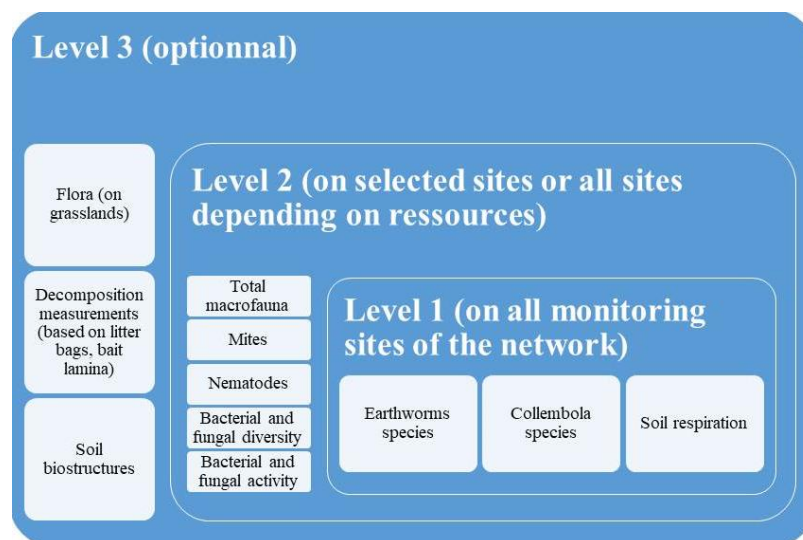 Level 3 (optionnal)
Flora (on
grasslands)
Decomposition
measurements
(based on litter
bags, bait
lamina)
Soil
biostructures
Level 2 (on selected sites or all sites
depending on ressources)
Total
macrofauna
Mites
Nematodes
Bacterial and
fungal diversity
Bacterial and
fungal activity
Level 1 (on all monitoring
sites of the network)
Earthworms
species
Collembola
species
Soil respiration